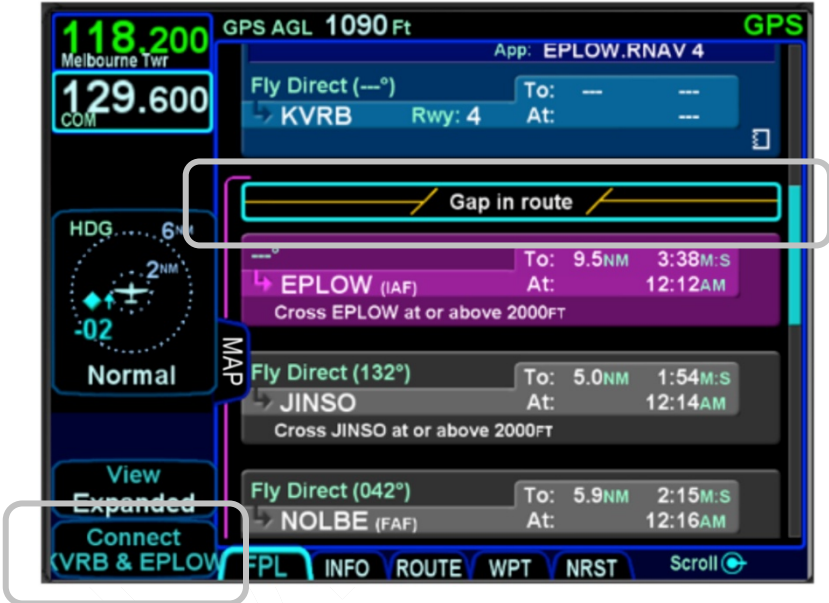 118.200
Melbourne Twr
129.600
COM
GPS AGL 1090 Ft
GPS
App: EPLOW.RNAV 4
Fly Direct (---°)
To: --- ---
KVRB Rwy: 4 At: ---
Gap in route
HDG 6NM
2NM
-02
Normal
MAP
---° To: 9.5NM 3:38M:S
EPLOW (IAF) At: 12:12AM
Cross EPLOW at or above 2000FT
Fly Direct (132°) To: 5.0NM 1:54M:S
JINSO At: 12:14AM
Cross JINSO at or above 2000FT
Fly Direct (042°) To: 5.9NM 2:15M:S
NOLBE (FAF) At: 12:16AM
View
Expanded
Connect
KVRB & EPLOW
FPL INFO ROUTE WPT NRST Scroll